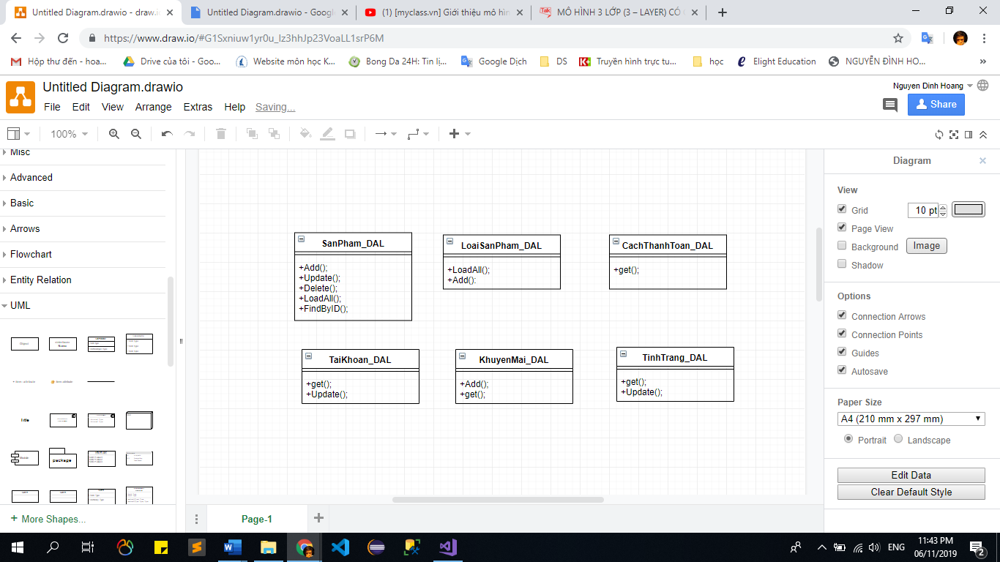 Untitled Diagram.drawio - draw.i
Untitled Diagram.drawio - Googl
(1) [myclass.vn] Giới thiệu mô hìn
MÔ HÌNH 3 LỚP (3 – LAYER) CÓ
https://www.draw.io/#G1Sxniuw1yr0u_lz3hhJp23VoaLL1srP6M
Hộp thư đến - hoa...
Drive của tôi - Goo...
Website môn học K...
Bong Da 24H: Tin lị...
Google Dịch
DS
Truyền hình trực tu...
học
Elight Education
NGUYỄN ĐÌNH HO...
»
Untitled Diagram.drawio
Nguyen Dinh Hoang
File Edit View Arrange Extras Help Saving...
Share
100%
Misc
Advanced
Basic
Arrows
Flowchart
Entity Relation
UML
Title
package
+ More Shapes...
SanPham_DAL
+Add();
+Update();
+Delete();
+LoadAll();
+FindByID();
LoaiSanPham_DAL
+LoadAll();
+Add():
CachThanhToan_DAL
+get();
TaiKhoan_DAL
+get();
+Update();
KhuyenMai_DAL
+Add();
+get();
TinhTrang_DAL
+get();
+Update();
Page-1
Diagram
View
Grid 10 pt
Page View
Background Image
Shadow
Options
Connection Arrows
Connection Points
Guides
Autosave
Paper Size
A4 (210 mm x 297 mm)
Portrait Landscape
Edit Data
Clear Default Style
ENG
11:43 PM
06/11/2019
2